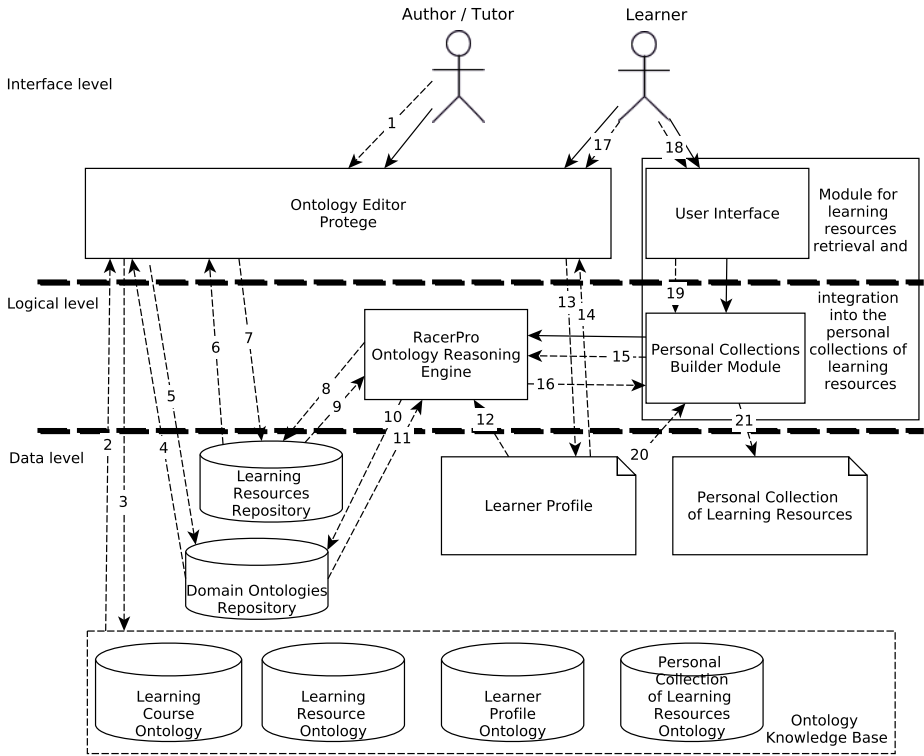 Author / Tutor
Learner
Interface level
1
17
18
Ontology Editor
Protege
User Interface
Module for
learning
resources
retrieval and
Logical level
13
14
19
integration
into the
personal
collections of
learning
resources
6
7
RacerPro
Ontology Reasoning
Engine
15
16
Personal Collections
Builder Module
5
8
9
10
11
12
20
21
Data level
2
4
3
Learning
Resources
Repository
Learner Profile
Personal Collection
of Learning Resources
Domain Ontologies
Repository
Learning
Course
Ontology
Learning
Resource
Ontology
Learner
Profile
Ontology
Personal
Collection
of Learning
Resources
Ontology
Ontology
Knowledge Base